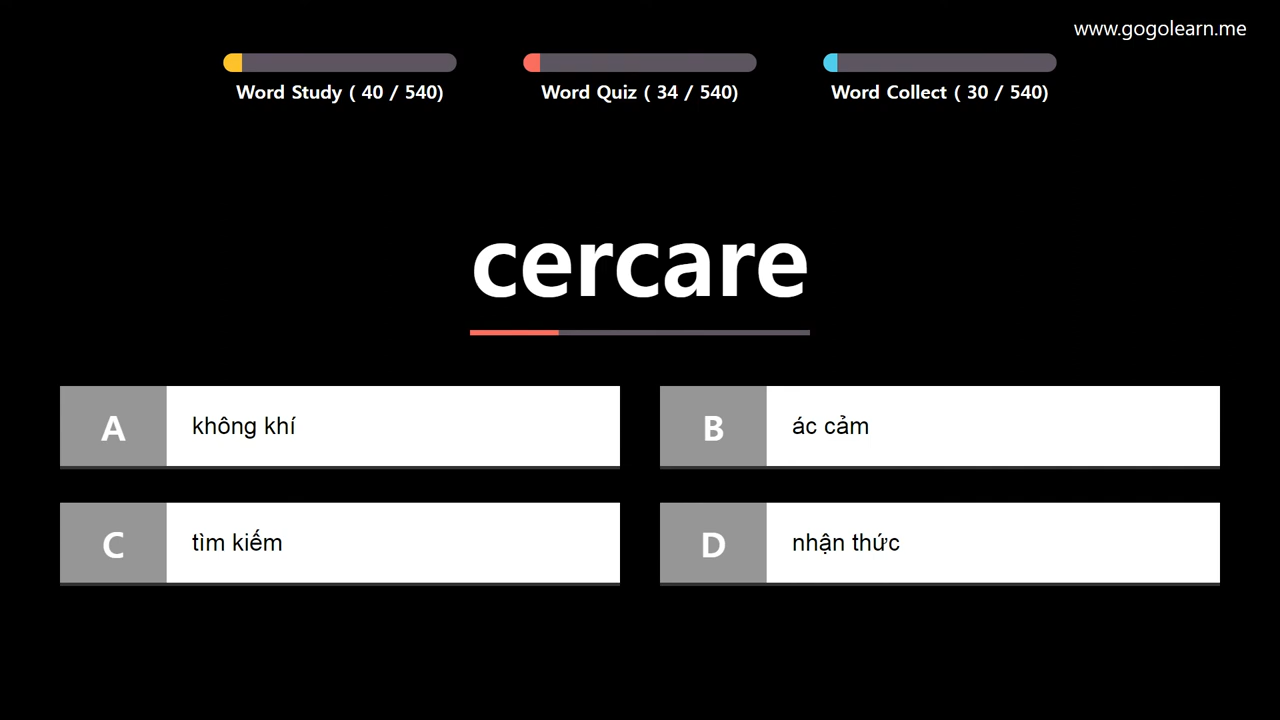 www.gogolearn.me
Word Study ( 40 / 540)
Word Quiz ( 34 / 540)
Word Collect ( 30 / 540)
cercare
A không khí
B ác cảm
C tìm kiếm
D nhận thức